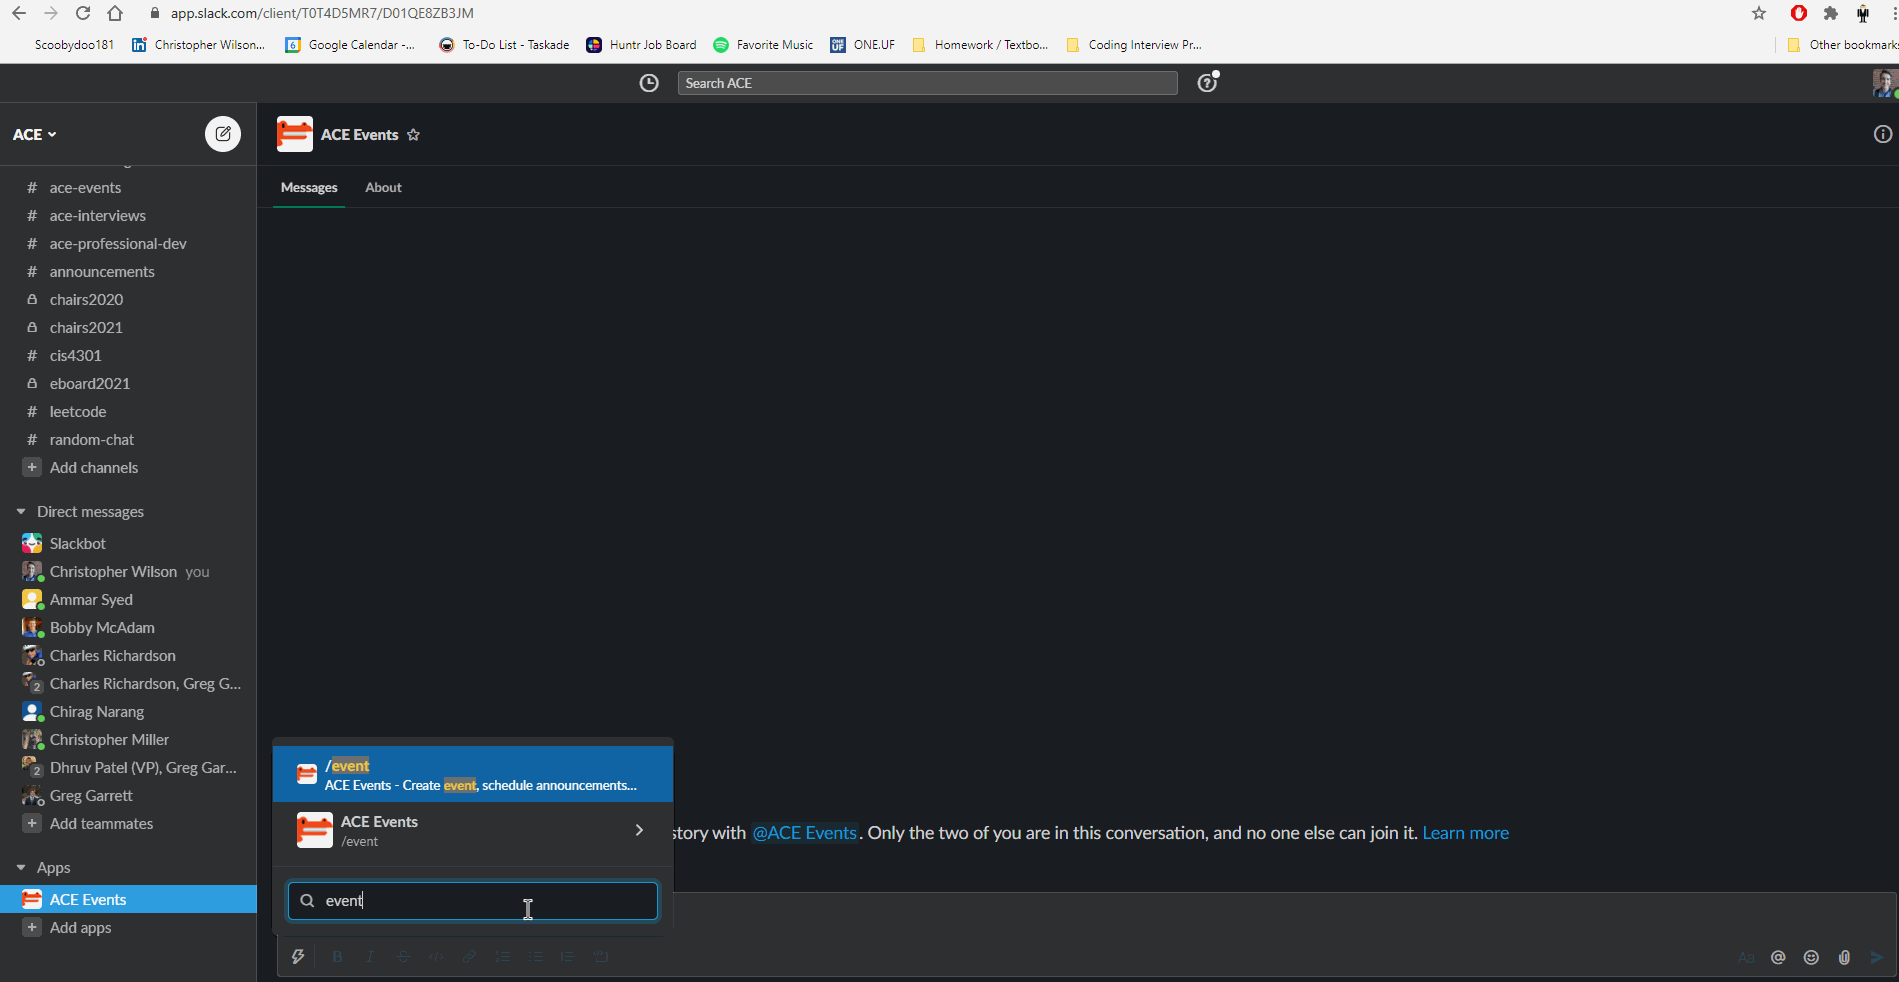 app.slack.com/client/T0T4D5MR7/D01QE8ZB3JM
Scoobydoo181
Christopher Wilson...
6
Google Calendar -...
To-Do List - Taskade
Huntr Job Board
Favorite Music
ONE.UF
Homework / Textbo...
Coding Interview Pr...
Other bookmarks
Search ACE
ACE
ACE Events
Messages
About
# ace-events
# ace-interviews
# ace-professional-dev
# announcements
chairs2020
chairs2021
# cis4301
eboard2021
# leetcode
# random-chat
+ Add channels
Direct messages
Slackbot
Christopher Wilson you
Ammar Syed
Bobby McAdam
Charles Richardson
2 Charles Richardson, Greg G...
Chirag Narang
Christopher Miller
2 Dhruv Patel (VP), Greg Gar...
Greg Garrett
+ Add teammates
Apps
ACE Events
+ Add apps
/event
ACE Events - Create event, schedule announcements...
ACE Events
/event
story with @ACE Events. Only the two of you are in this conversation, and no one else can join it. Learn more
event
B I Aa @